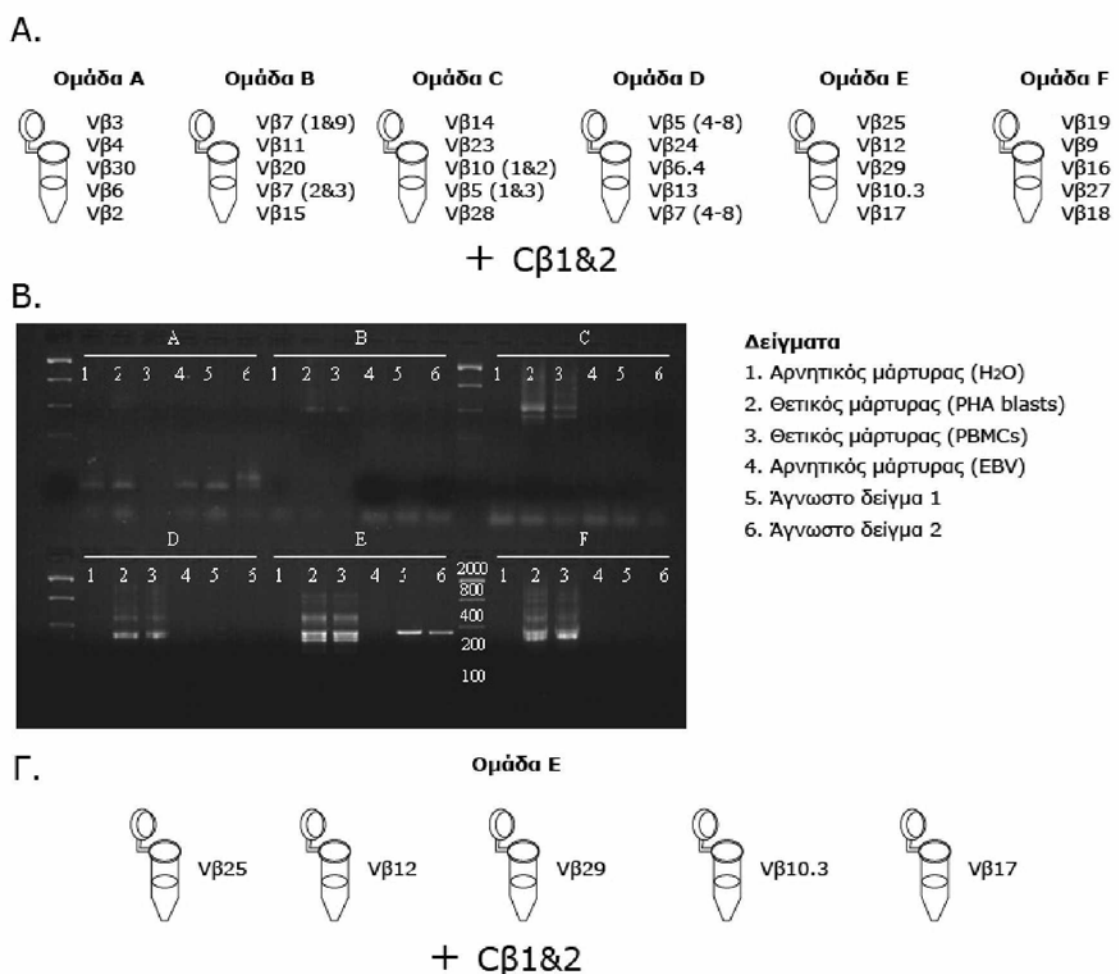 Α.
Ομάδα A
Vβ3
Vβ4
Vβ30
Vβ6
Vβ2
Ομάδα B
Vβ7 (1&9)
Vβ11
Vβ20
Vβ7 (2&3)
Vβ15
Ομάδα C
Vβ14
Vβ23
Vβ10 (1&2)
Vβ5 (1&3)
Vβ28
Ομάδα D
Vβ5 (4-8)
Vβ24
Vβ6.4
Vβ13
Vβ7 (4-8)
Ομάδα E
Vβ25
Vβ12
Vβ29
Vβ10.3
Vβ17
Ομάδα F
Vβ19
Vβ9
Vβ16
Vβ27
Vβ18
+ Cβ1&2
Β.
A B C
1 2 3 4 5 6 1 2 3 4 5 6 1 2 3 4 5 6
D E F
1 2 3 4 5 6 1 2 3 4 5 6 2000 1 2 3 4 5 6
800
400
200
100
Δείγματα
1. Αρνητικός μάρτυρας (H2O)
2. Θετικός μάρτυρας (PHA blasts)
3. Θετικός μάρτυρας (PBMCs)
4. Αρνητικός μάρτυρας (EBV)
5. Άγνωστο δείγμα 1
6. Άγνωστο δείγμα 2
Γ.
Ομάδα E
Vβ25 Vβ12 Vβ29 Vβ10.3 Vβ17
+ Cβ1&2